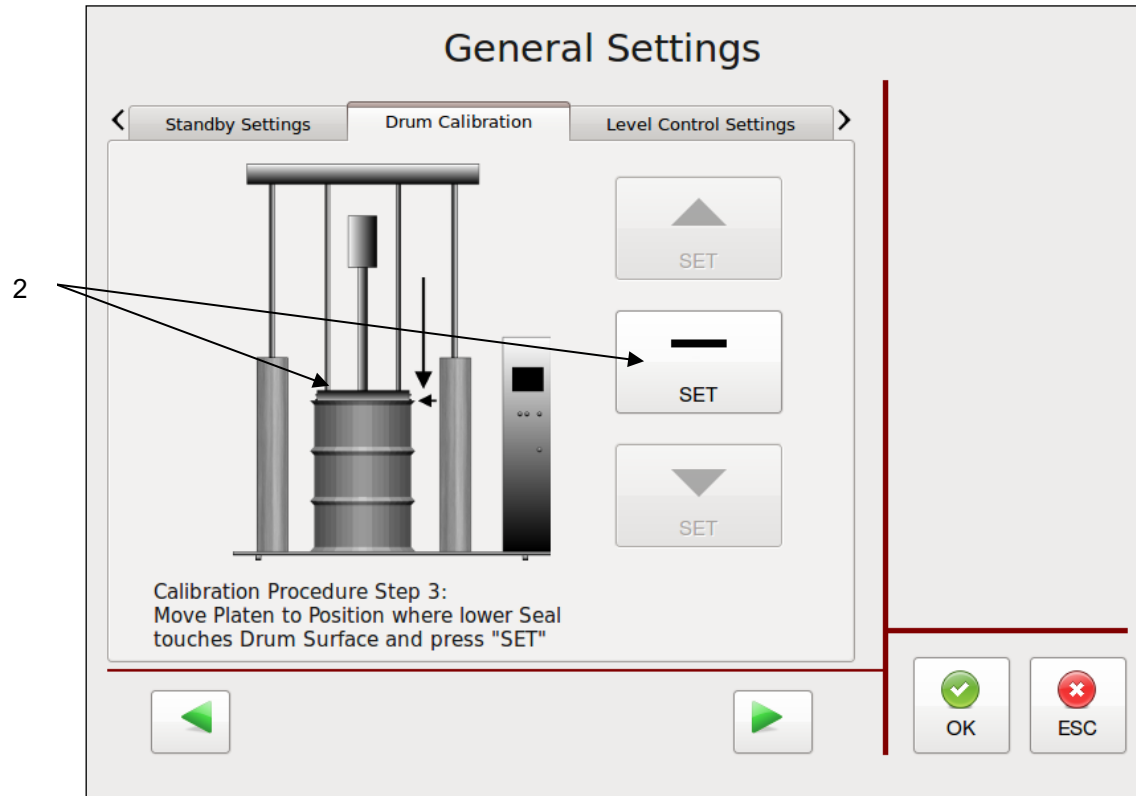 General Settings
Standby Settings
Drum Calibration
Level Control Settings
SET
2
SET
SET
Calibration Procedure Step 3:
Move Platen to Position where lower Seal
touches Drum Surface and press "SET"
OK
ESC